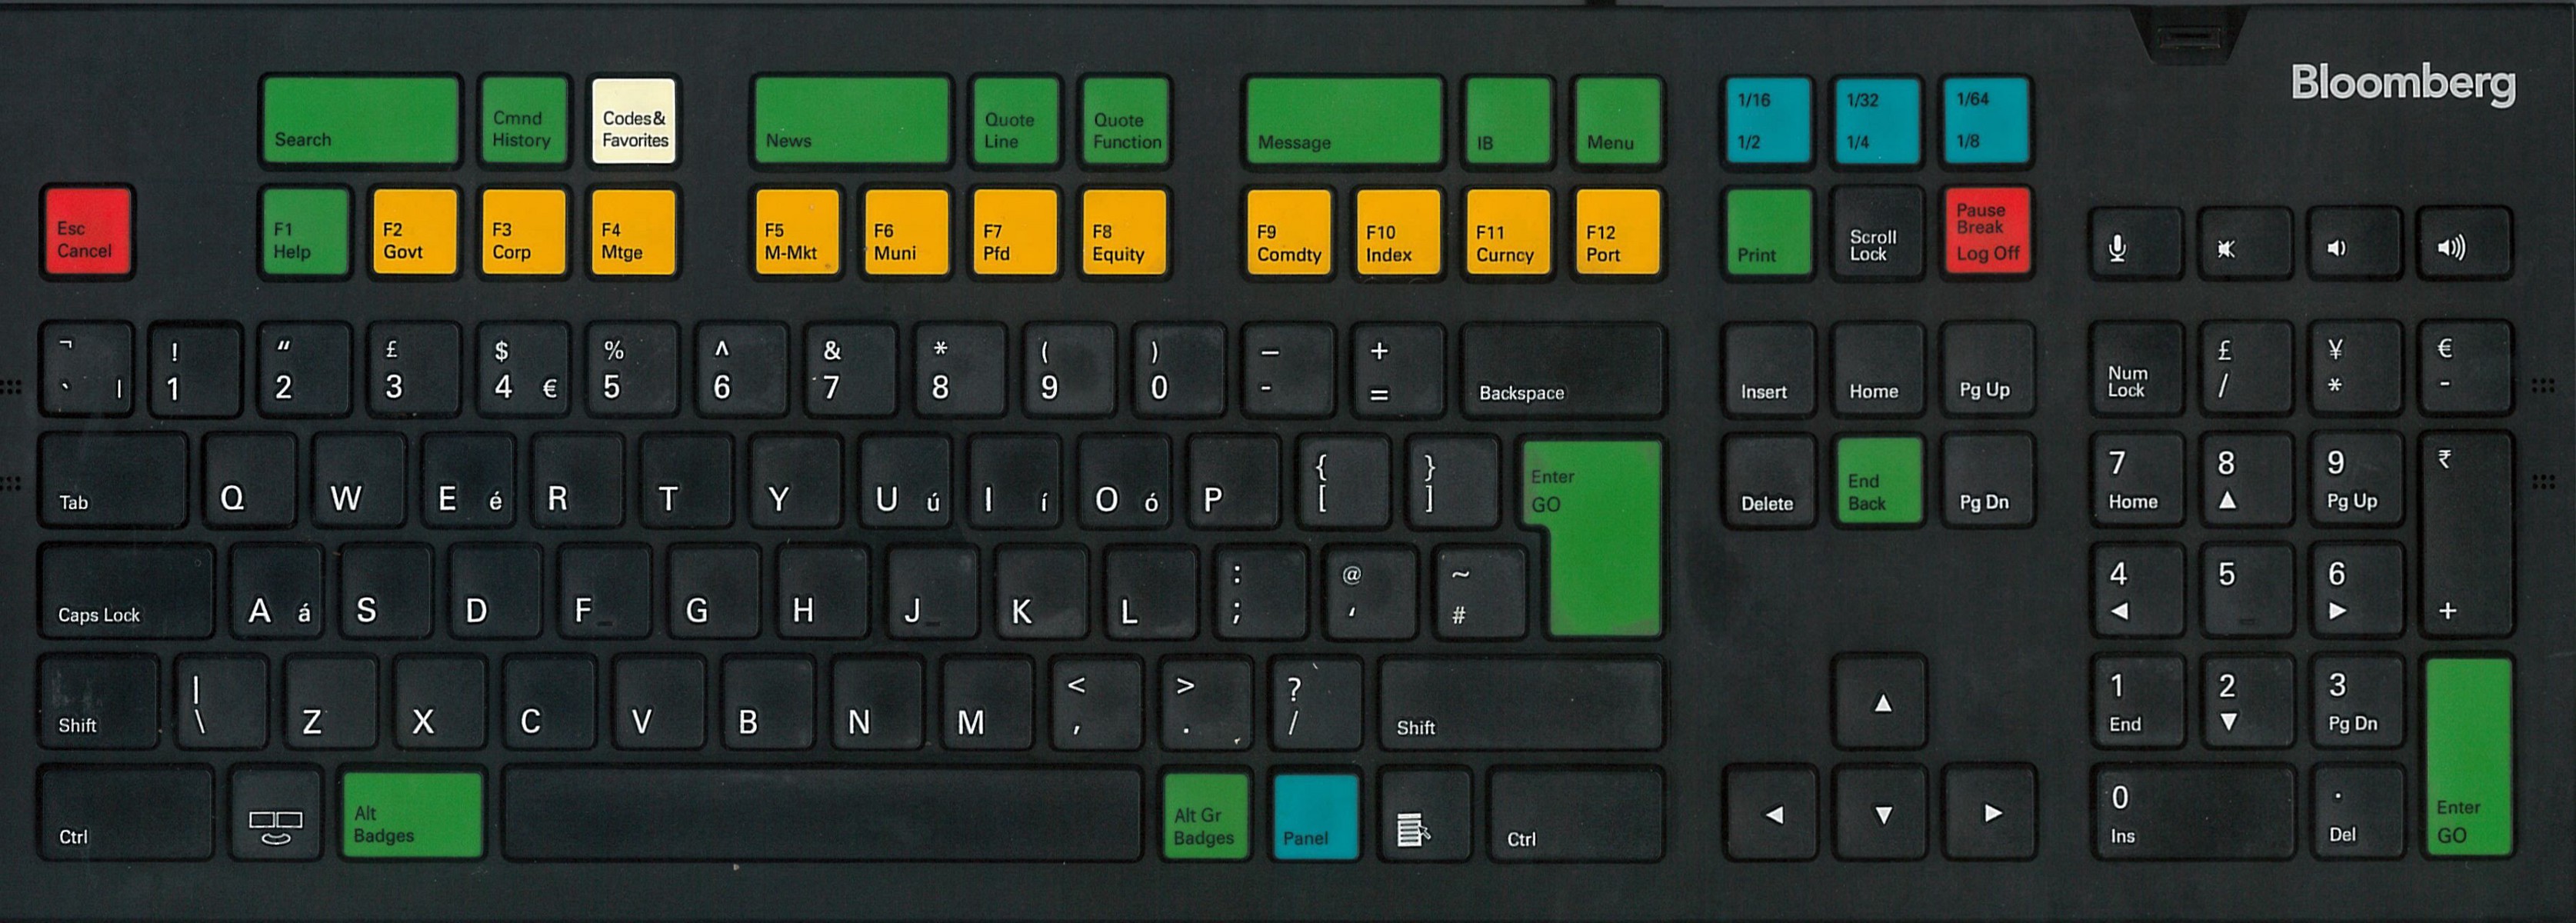 Bloomberg
Search
Cmnd
History
Codes&
Favorites
News
Quote
Line
Quote
Function
Message
IB
Menu
1/16
1/2
1/32
1/4
1/64
1/8
Esc
Cancel
F1
Help
F2
Govt
F3
Corp
F4
Mtge
F5
M-Mkt
F6
Muni
F7
Pfd
F8
Equity
F9
Comdty
F10
Index
F11
Curncy
F12
Port
Print
Scroll
Lock
Pause
Break
Log Off
¬
` |
!
1
"
2
£
3
$
4 €
%
5
^
6
&
7
*
8
(
9
)
0
_
-
+
=
Backspace
Insert
Home
Pg Up
Num
Lock
£
/
¥
*
€
-
Tab
Q
W
E é
R
T
Y
U ú
I í
O ó
P
{
[
}
]
Enter
GO
Delete
End
Back
Pg Dn
7
Home
8
▲
9
Pg Up
₹
+
Caps Lock
A á
S
D
F
G
H
J
K
L
:
;
@
'
~
#
4
◀
5
6
▶
Shift
|
\
Z
X
C
V
B
N
M
<
,
>
.
?
/
Shift
▲
1
End
2
▼
3
Pg Dn
Enter
GO
Ctrl
Alt
Badges
Alt Gr
Badges
Panel
Ctrl
◀
▼
▶
0
Ins
.
Del